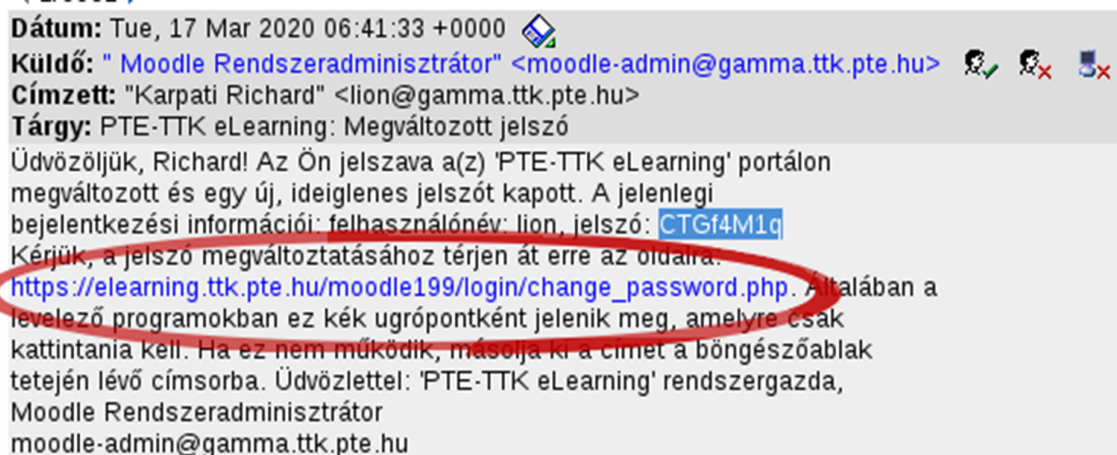 Dátum: Tue, 17 Mar 2020 06:41:33 +0000
Küldő: " Moodle Rendszeradminisztrátor" <moodle-admin@gamma.ttk.pte.hu>
Címzett: "Karpati Richard" <lion@gamma.ttk.pte.hu>
Tárgy: PTE-TTK eLearning: Megváltozott jelszó
Üdvözöljük, Richard! Az Ön jelszava a(z) 'PTE-TTK eLearning' portálon
megváltozott és egy új, ideiglenes jelszót kapott. A jelenlegi
bejelentkezési információi: felhasználónév: lion, jelszó: CTGf4M1q
Kérjük, a jelszó megváltoztatásához térjen át erre az oldalra:
https://elearning.ttk.pte.hu/moodle199/login/change_password.php. Általában a
levelező programokban ez kék ugrópontként jelenik meg, amelyre csak
kattintania kell. Ha ez nem működik, másolja ki a címet a böngészőablak
tetején lévő címsorba. Üdvözlettel: 'PTE-TTK eLearning' rendszergazda,
Moodle Rendszeradminisztrátor
moodle-admin@gamma.ttk.pte.hu